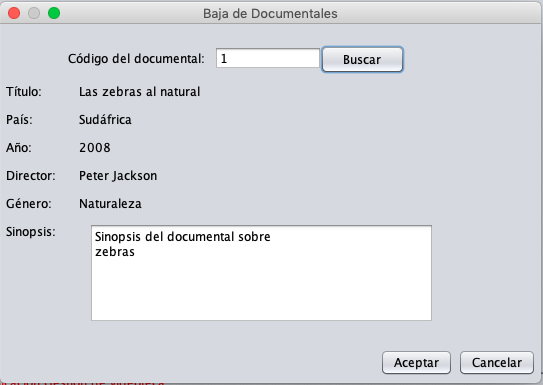 Baja de Documentales
Código del documental: 1 Buscar
Título: Las zebras al natural
País: Sudáfrica
Año: 2008
Director: Peter Jackson
Género: Naturaleza
Sinopsis: Sinopsis del documental sobre
zebras
Aceptar Cancelar